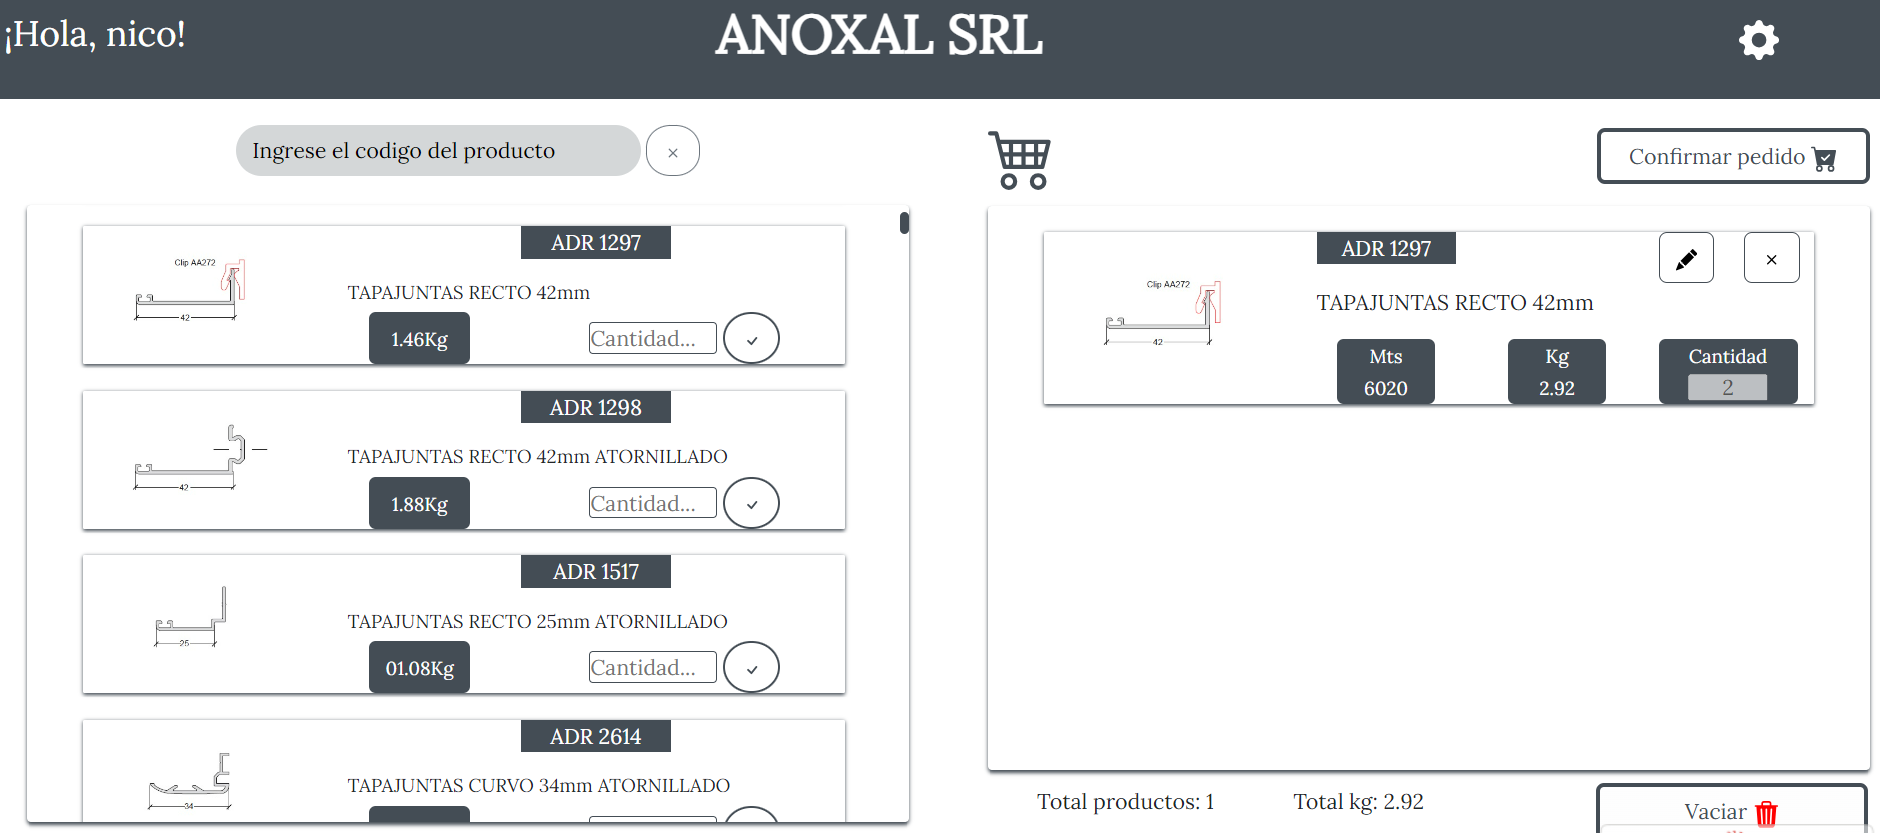 ¡Hola, nico!
ANOXAL SRL
Ingrese el codigo del producto
×
Confirmar pedido
ADR 1297
Clip AA272
TAPAJUNTAS RECTO 42mm
42
1.46Kg
Cantidad...
ADR 1298
TAPAJUNTAS RECTO 42mm ATORNILLADO
42
1.88Kg
Cantidad...
ADR 1517
TAPAJUNTAS RECTO 25mm ATORNILLADO
25
01.08Kg
Cantidad...
ADR 2614
TAPAJUNTAS CURVO 34mm ATORNILLADO
34
ADR 1297
×
Clip AA272
TAPAJUNTAS RECTO 42mm
42
Mts
6020
Kg
2.92
Cantidad
2
Total productos: 1
Total kg: 2.92
Vaciar